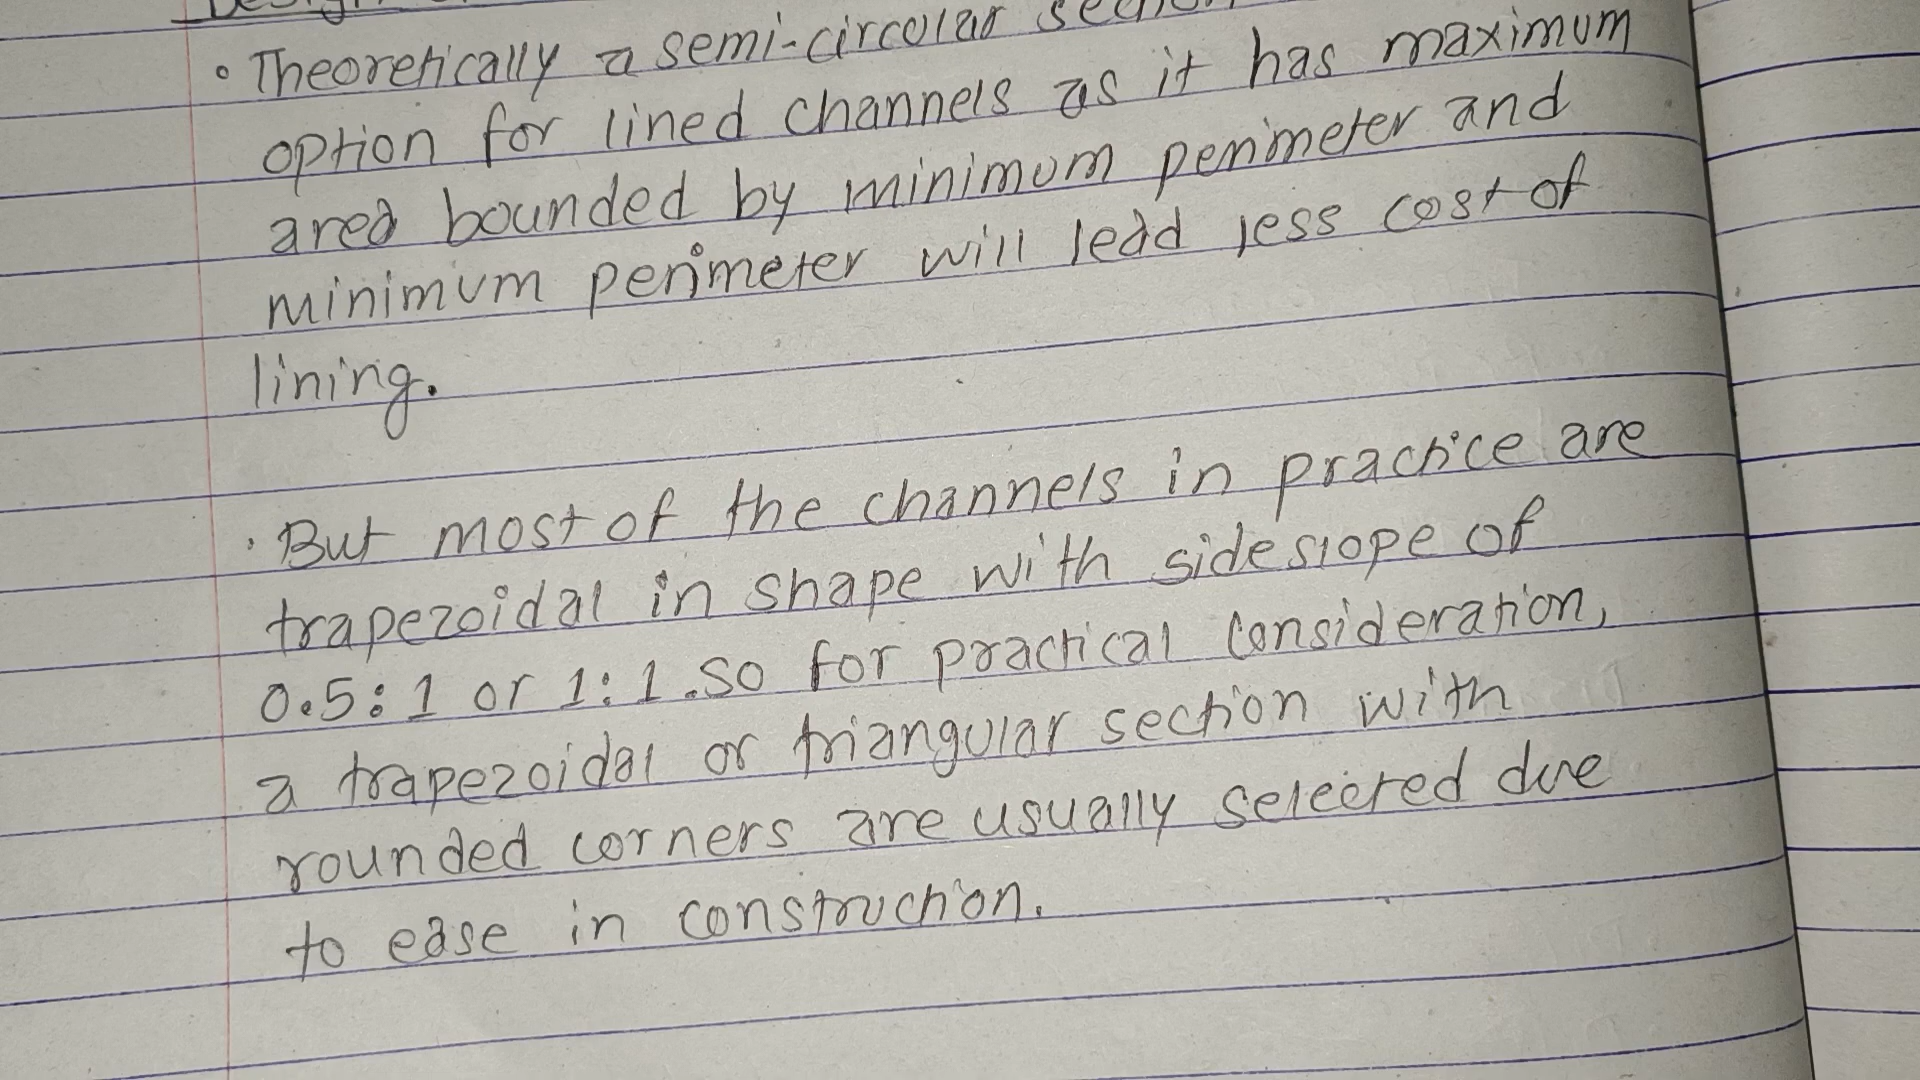 Design
• Theoretically a semi-circular
option for lined channels as it has maximum
area bounded by minimum perimeter and
minimum perimeter will lead less cost of
lining.
• But most of the channels in practice are
trapezoidal in shape with side slope of
0.5:1 or 1:1. so for practical consideration,
a trapezoidal or triangular section with
rounded corners are usually selected due
to ease in construction.